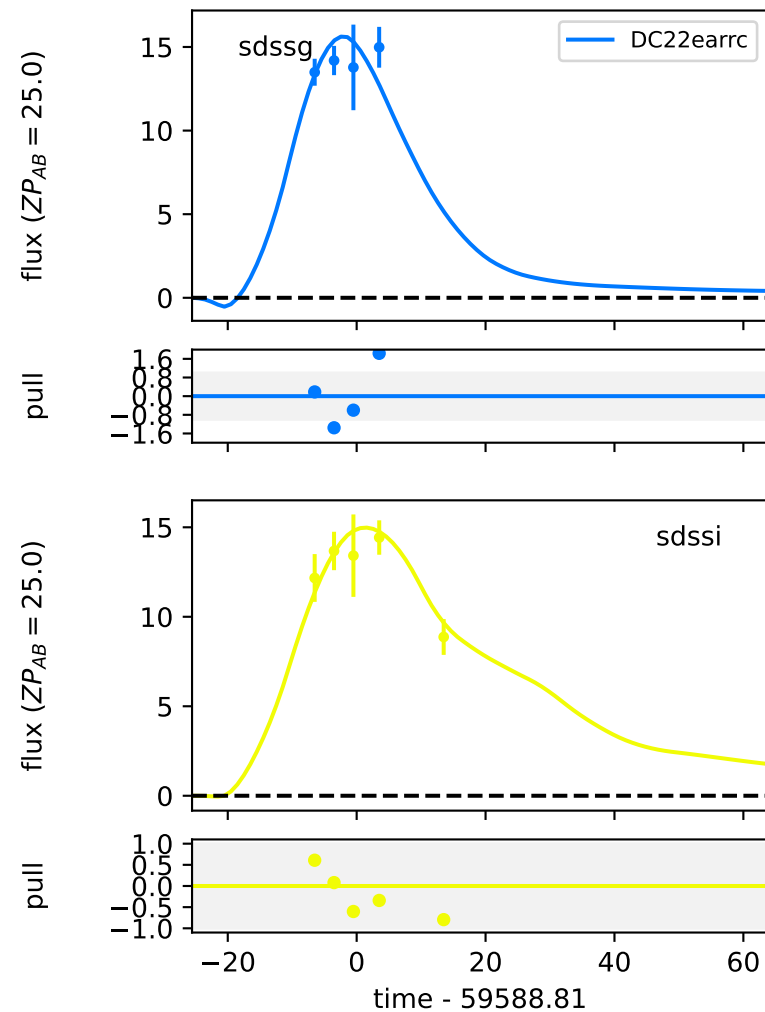 sdssg
DC22earrc
flux (ZP_AB = 25.0)
15
10
5
0
pull
1.6
0.8
0.0
−0.8
−1.6
sdssi
flux (ZP_AB = 25.0)
15
10
5
0
pull
1.0
0.5
0.0
−0.5
−1.0
−20 0 20 40 60
time - 59588.81